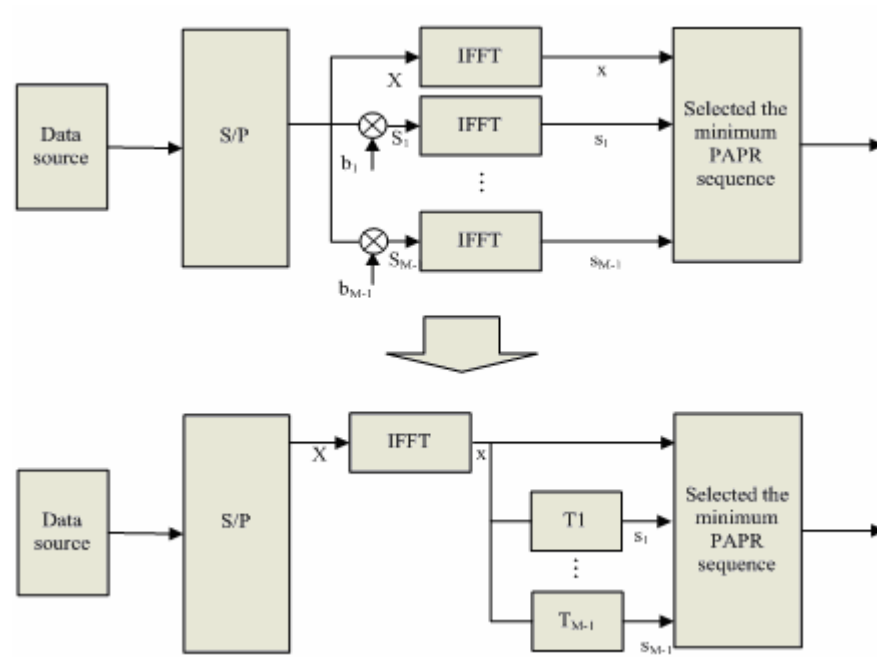 Data
source
S/P
X
IFFT
x
b1
S1
IFFT
s1
⋮
bM-1
SM-1
IFFT
sM-1
Selected the
minimum
PAPR
sequence
Data
source
S/P
X
IFFT
x
T1
s1
⋮
TM-1
sM-1
Selected the
minimum
PAPR
sequence